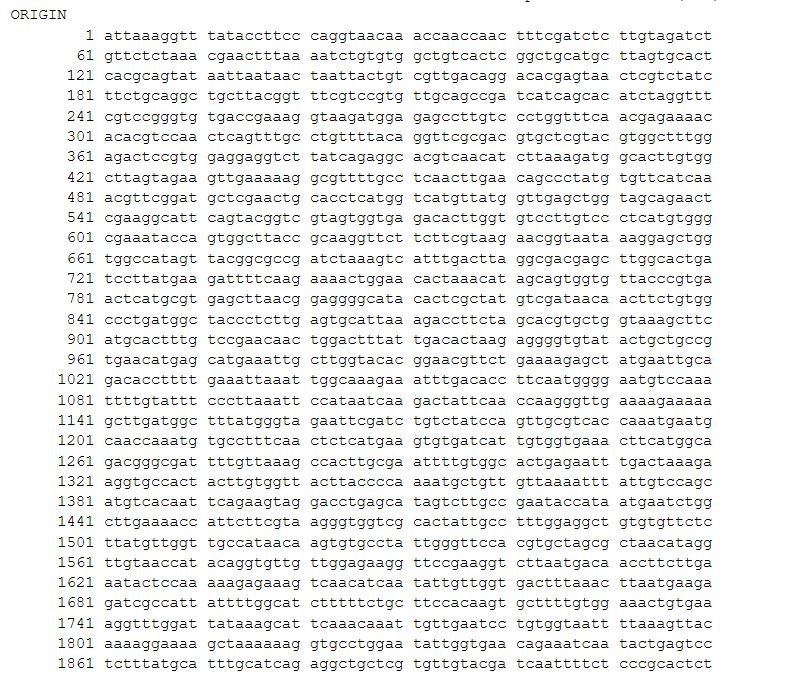 ORIGIN
1 attaaaggtt tataccttcc caggtaacaa accaaccaac tttcgatctc ttgtagatct
61 gttctctaaa cgaactttaa aatctgtgtg gctgtcactc ggctgcatgc ttagtgcact
121 cacgcagtat aattaataac taattactgt cgttgacagg acacgagtaa ctcgtctatc
181 ttctgcaggc tgcttacggt ttcgtccgtg ttgcagccga tcatcagcac atctaggttt
241 cgtccgggtg tgaccgaaag gtaagatgga gagccttgtc cctggtttca acgagaaaac
301 acacgtccaa ctcagtttgc ctgttttaca ggttcgcgac gtgctcgtac gtggctttgg
361 agactccgtg gaggaggtct tatcagaggc acgtcaacat cttaaagatg gcacttgtgg
421 cttagtagaa gttgaaaaag gcgttttgcc tcaacttgaa cagccctatg tgttcatcaa
481 acgttcggat gctcgaactg cacctcatgg tcatgttatg gttgagctgg tagcagaact
541 cgaaggcatt cagtacggtc gtagtggtga gacacttggt gtccttgtcc ctcatgtggg
601 cgaaatacca gtggcttacc gcaaggttct tcttcgtaag aacggtaata aaggagctgg
661 tggccatagt tacggcgccg atctaaagtc atttgactta ggcgacgagc ttggcactga
721 tccttatgaa gattttcaag aaaactggaa cactaaacat agcagtggtg ttacccgtga
781 actcatgcgt gagcttaacg gaggggcata cactcgctat gtcgataaca acttctgtgg
841 ccctgatggc taccctcttg agtgcattaa agaccttcta gcacgtgctg gtaaagcttc
901 atgcactttg tccgaacaac tggactttat tgacactaag aggggtgtat actgctgccg
961 tgaacatgag catgaaattg cttggtacac ggaacgttct gaaaagagct atgaattgca
1021 gacacctttt gaaattaaat tggcaaagaa atttgacacc ttcaatgggg aatgtccaaa
1081 ttttgtattt cccttaaatt ccataatcaa gactattcaa ccaagggttg aaaagaaaaa
1141 gcttgatggc tttatgggta gaattcgatc tgtctatcca gttgcgtcac caaatgaatg
1201 caaccaaatg tgcctttcaa ctctcatgaa gtgtgatcat tgtggtgaaa cttcatggca
1261 gacgggcgat tttgttaaag ccacttgcga attttgtggc actgagaatt tgactaaaga
1321 aggtgccact acttgtggtt acttacccca aaatgctgtt gttaaaattt attgtccagc
1381 atgtcacaat tcagaagtag gacctgagca tagtcttgcc gaataccata atgaatctgg
1441 cttgaaaacc attcttcgta agggtggtcg cactattgcc tttggaggct gtgtgttctc
1501 ttatgttggt tgccataaca agtgtgccta ttgggttcca cgtgctagcg ctaacatagg
1561 ttgtaaccat acaggtgttg ttggagaagg ttccgaaggt cttaatgaca accttcttga
1621 aatactccaa aaagagaaag tcaacatcaa tattgttggt gactttaaac ttaatgaaga
1681 gatcgccatt attttggcat ctttttctgc ttccacaagt gcttttgtgg aaactgtgaa
1741 aggtttggat tataaagcat tcaaacaaat tgttgaatcc tgtggtaatt ttaaagttac
1801 aaaaggaaaa gctaaaaaag gtgcctggaa tattggtgaa cagaaatcaa tactgagtcc
1861 tctttatgca tttgcatcag aggctgctcg tgttgtacga tcaattttct cccgcactct